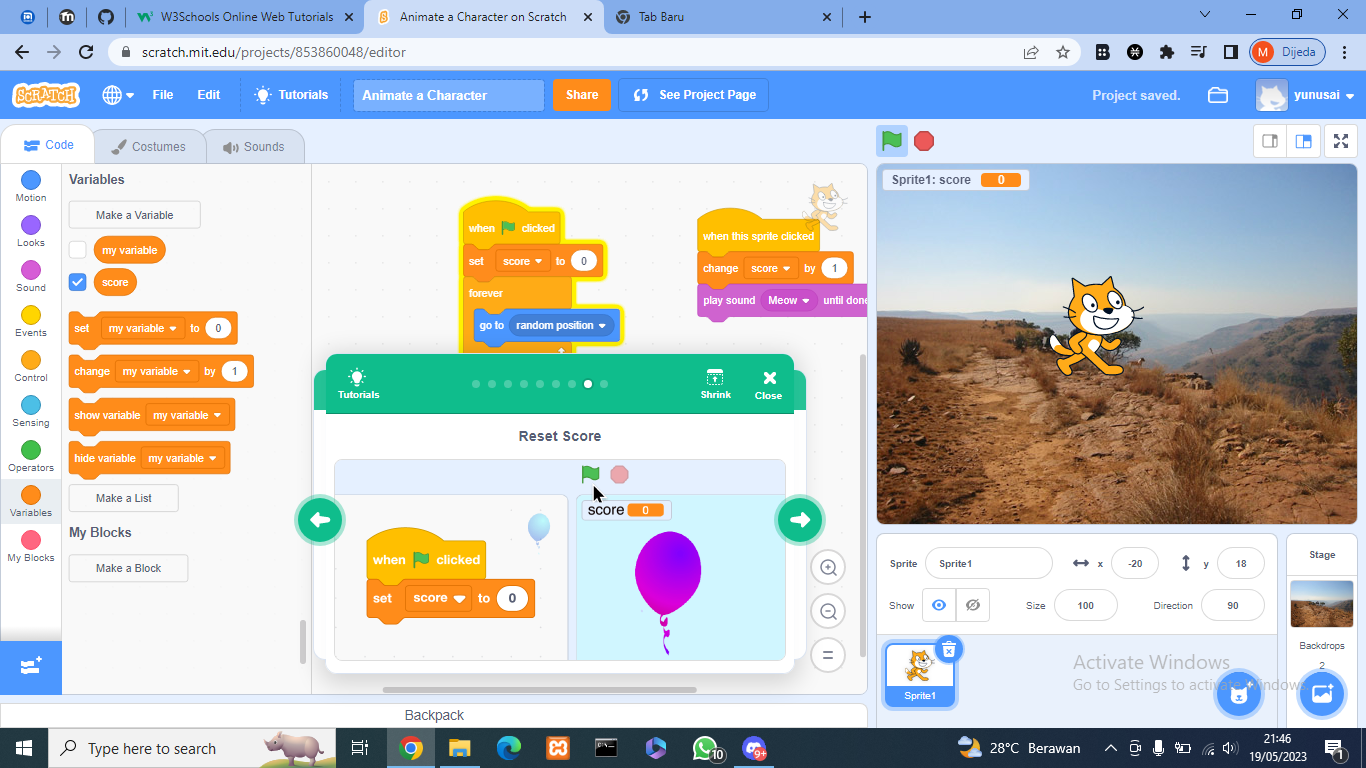 W3Schools Online Web Tutorials
Animate a Character on Scratch
Tab Baru
scratch.mit.edu/projects/853860048/editor
M
Dijeda
SCRATCH
File
Edit
Tutorials
Animate a Character
Share
See Project Page
Project saved.
yunusai
Code
Costumes
Sounds
Motion
Looks
Sound
Events
Control
Sensing
Operators
Variables
My Blocks
Variables
Make a Variable
my variable
score
set my variable to 0
change my variable by 1
show variable my variable
hide variable my variable
Make a List
My Blocks
Make a Block
when clicked
set score to 0
forever
go to random position
when this sprite clicked
change score by 1
play sound Meow until done
Tutorials
Shrink
Close
Reset Score
when clicked
set score to 0
score 0
Backpack
Sprite1: score 0
Sprite Sprite1 x -20 y 18
Show Size 100 Direction 90
Sprite1
Stage
Backdrops
2
Activate Windows
Go to Settings to activate Windows.
Type here to search
10
9+
28°C Berawan
21:46
19/05/2023
1